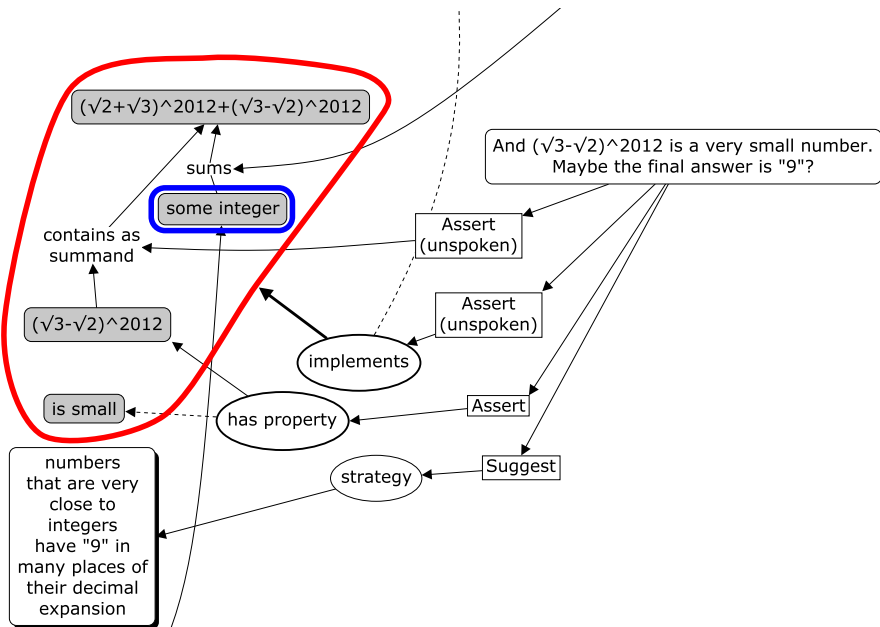 (√2+√3)^2012+(√3-√2)^2012
And (√3-√2)^2012 is a very small number.
Maybe the final answer is "9"?
sums
some integer
contains as
summand
Assert
(unspoken)
(√3-√2)^2012
Assert
(unspoken)
implements
is small
has property
Assert
numbers
that are very
close to
integers
have "9" in
many places of
their decimal
expansion
strategy
Suggest